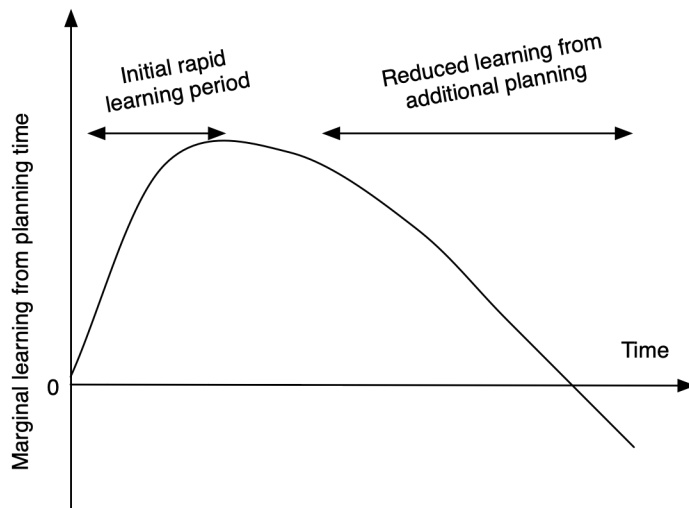 Initial rapid
learning period
Reduced learning from
additional planning
Marginal learning from planning time
Time
0